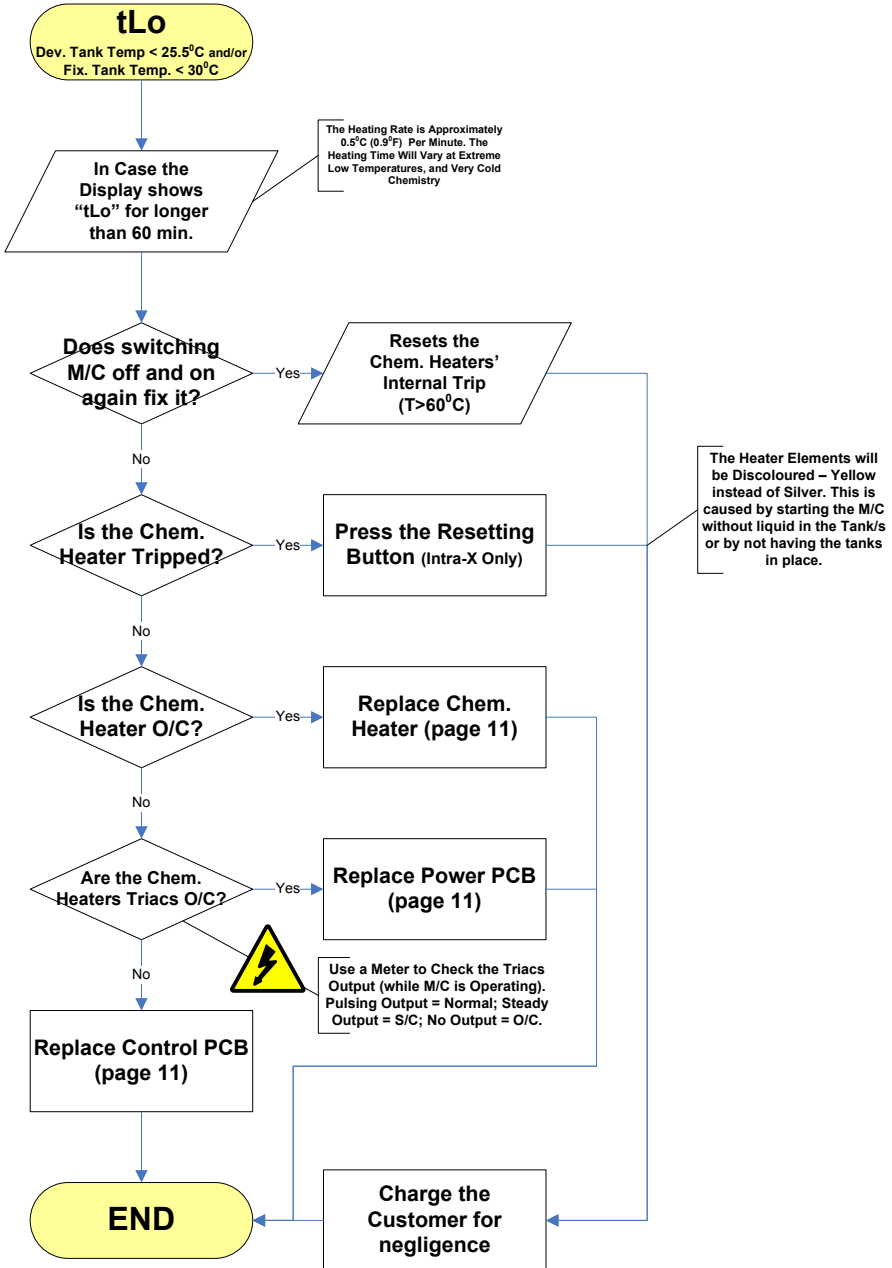 tLo
Dev. Tank Temp < 25.5⁰C and/or
Fix. Tank Temp. < 30⁰C
The Heating Rate is Approximately
0.5⁰C (0.9⁰F) Per Minute. The
Heating Time Will Vary at Extreme
Low Temperatures, and Very Cold
Chemistry
In Case the
Display shows
“tLo” for longer
than 60 min.
Does switching
M/C off and on
again fix it?
Yes
Resets the
Chem. Heaters’
Internal Trip
(T>60⁰C)
No
The Heater Elements will
be Discoloured – Yellow
instead of Silver. This is
caused by starting the M/C
without liquid in the Tank/s
or by not having the tanks
in place.
Is the Chem.
Heater Tripped?
Yes
Press the Resetting
Button (Intra-X Only)
No
Is the Chem.
Heater O/C?
Yes
Replace Chem.
Heater (page 11)
No
Are the Chem.
Heaters Triacs O/C?
Yes
Replace Power PCB
(page 11)
Use a Meter to Check the Triacs
Output (while M/C is Operating).
Pulsing Output = Normal; Steady
Output = S/C; No Output = O/C.
No
Replace Control PCB
(page 11)
END
Charge the
Customer for
negligence